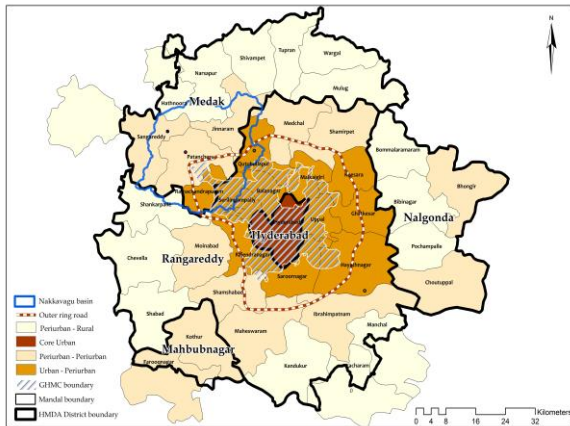 N
Tupran
Wargal
Shivampet
Narsapur
Mulug
Hathnoora
Medak
Sangareddy
Jinnaram
Medchal
Shamirpet
Patancheru
Bommalaramam
Qutubullapur
Malkajgiri
Keesara
Bhongir
Ramachandrapuram
Balanagar
Serilingampally
Bibinagar
Shankarpalle
Uppal
Ghatkesar
Nalgonda
Hyderabad
Pochampalle
Moinabad
Rajendranagar
Chevella
Rangareddy
Hayathnagar
Saroornagar
Choutuppal
Shamshabad
Shabad
Ibrahimpatnam
Manchal
Kothur
Maheswaram
Mahbubnagar
Yacharam
Farooqnagar
Kandukur
Nakkavagu basin
Outer ring road
Periurban - Rural
Core Urban
Periurban - Periurban
Urban - Periurban
GHMC boundary
Mandal boundary
HMDA District boundary
Kilometers
0 4 8 16 24 32